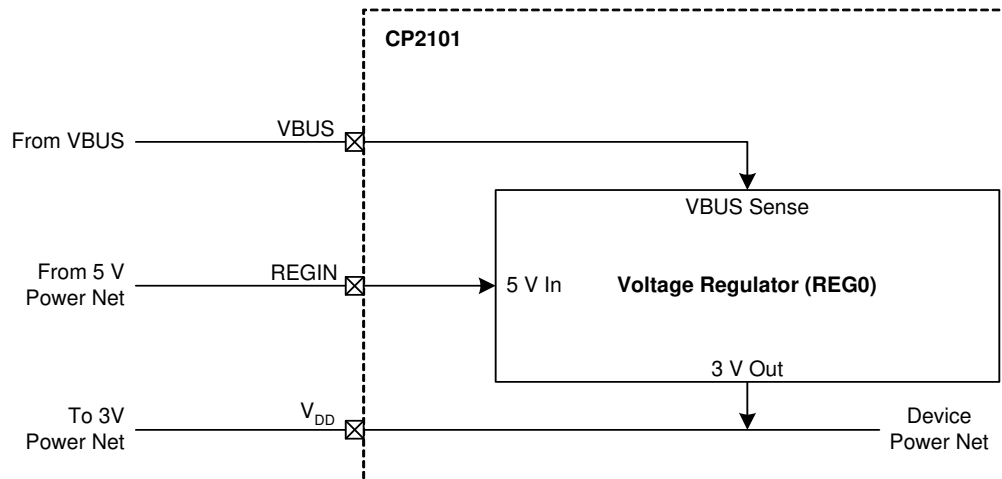 CP2101
From VBUS
VBUS
VBUS Sense
From 5 V
Power Net
REGIN
5 V In
Voltage Regulator (REG0)
3 V Out
To 3V
Power Net
VDD
Device
Power Net